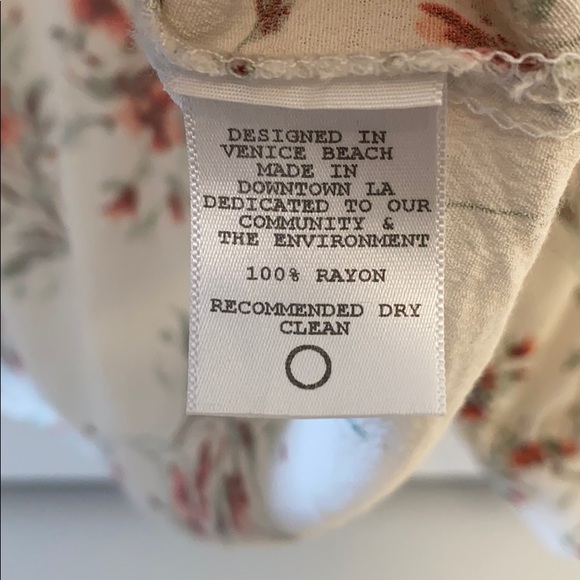 DESIGNED IN
VENICE BEACH
MADE IN
DOWNTOWN LA
DEDICATED TO OUR
COMMUNITY &
THE ENVIRONMENT
100% RAYON
RECOMMENDED DRY
CLEAN